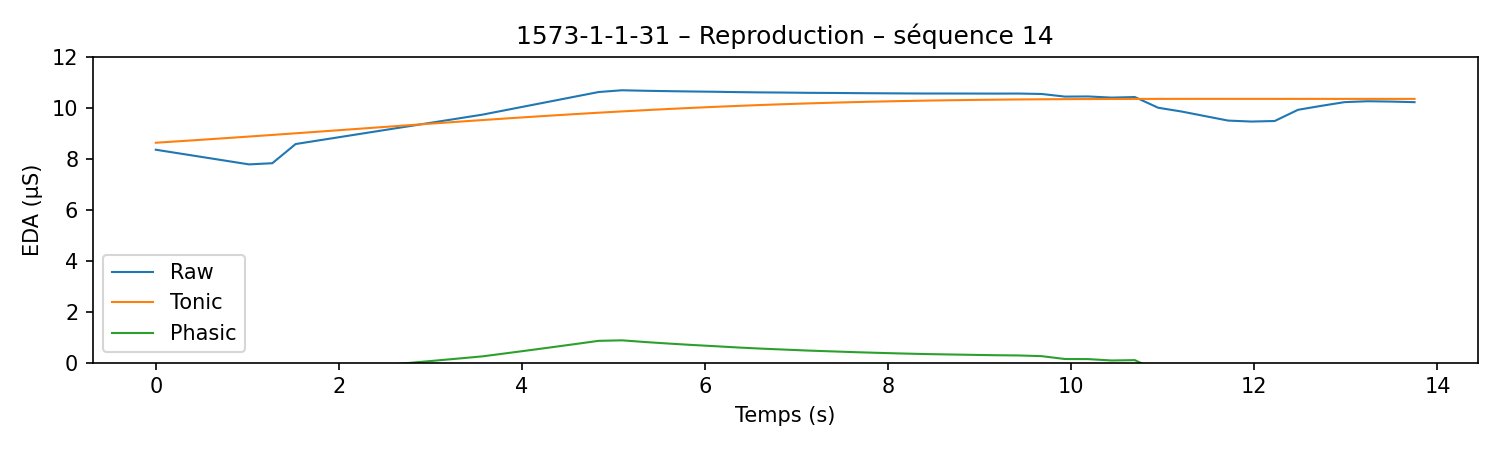 1573-1-1-31 – Reproduction – séquence 14
12
10
8
6
4
2
0
EDA (µS)
Raw
Tonic
Phasic
0 2 4 6 8 10 12 14
Temps (s)